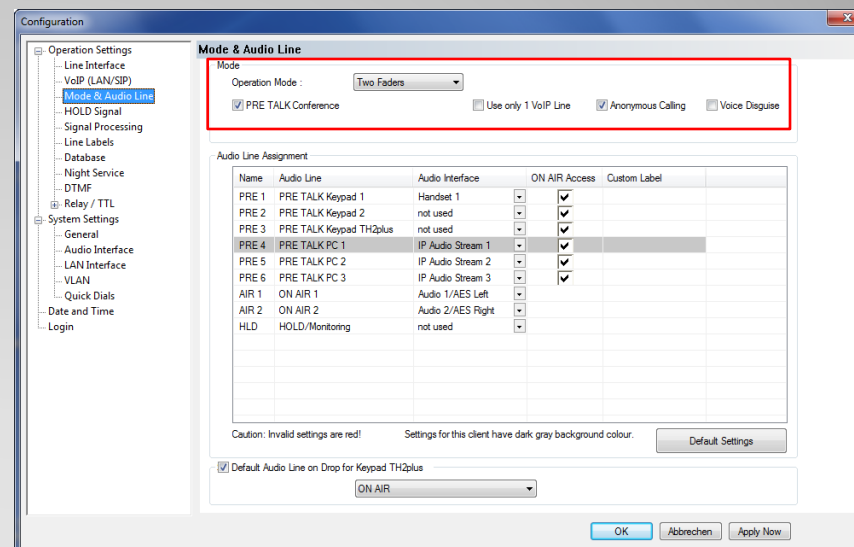 Configuration
Operation Settings
Line Interface
VoIP (LAN/SIP)
Mode & Audio Line
HOLD Signal
Signal Processing
Line Labels
Database
Night Service
DTMF
Relay / TTL
System Settings
General
Audio Interface
LAN Interface
VLAN
Quick Dials
Date and Time
Login
Mode & Audio Line
Mode
Operation Mode : Two Faders
PRE TALK Conference Use only 1 VoIP Line Anonymous Calling Voice Disguise
Audio Line Assignment
Name Audio Line Audio Interface ON AIR Access Custom Label
PRE 1 PRE TALK Keypad 1 Handset 1
PRE 2 PRE TALK Keypad 2 not used
PRE 3 PRE TALK Keypad TH2plus not used
PRE 4 PRE TALK PC 1 IP Audio Stream 1
PRE 5 PRE TALK PC 2 IP Audio Stream 2
PRE 6 PRE TALK PC 3 IP Audio Stream 3
AIR 1 ON AIR 1 Audio 1/AES Left
AIR 2 ON AIR 2 Audio 2/AES Right
HLD HOLD/Monitoring not used
Caution: Invalid settings are red! Settings for this client have dark gray background colour. Default Settings
Default Audio Line on Drop for Keypad TH2plus
ON AIR
OK Abbrechen Apply Now